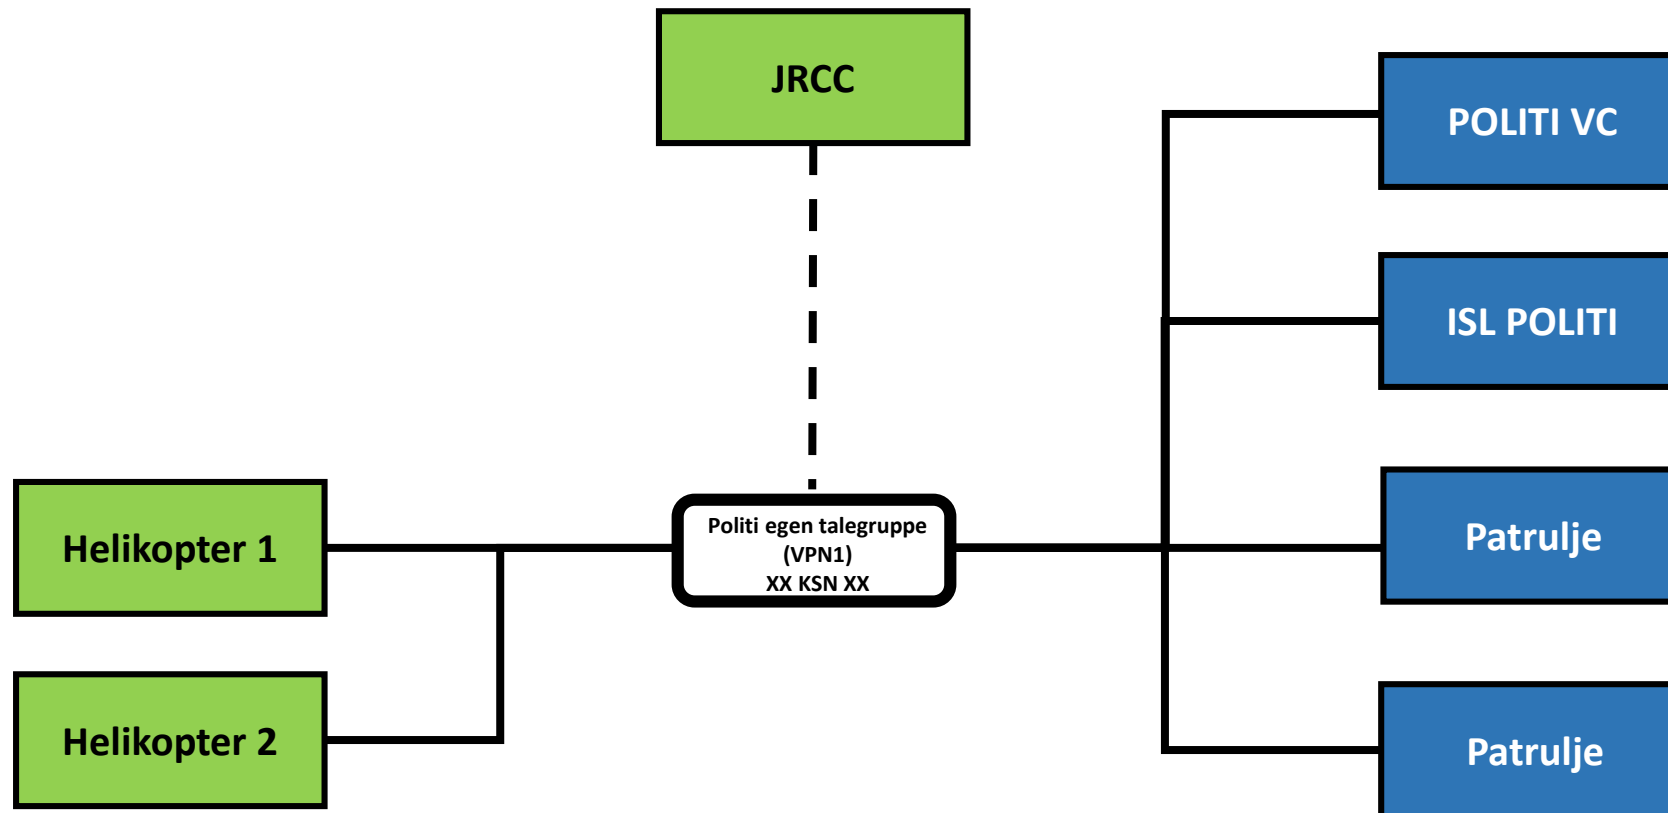 JRCC
POLITI VC
ISL POLITI
Helikopter 1
Politi egen talegruppe
(VPN1)
XX KSN XX
Patrulje
Helikopter 2
Patrulje